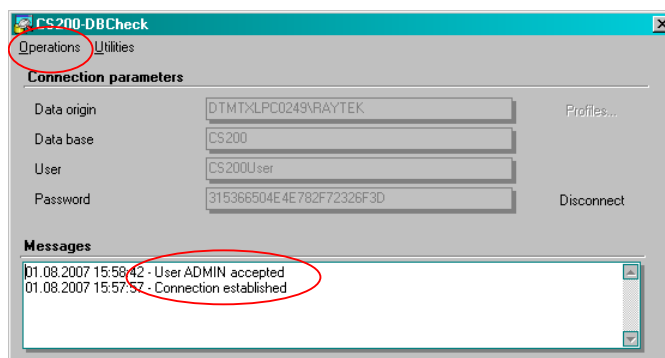 CS200-DBCheck
Operations Utilities
Connection parameters
Data origin DTMTXLPC0249\RAYTEK Profiles...
Data base CS200
User CS200User
Password 315366504E4E782F72326F3D Disconnect
Messages
01.08.2007 15:58:42 - User ADMIN accepted
01.08.2007 15:57:57 - Connection established